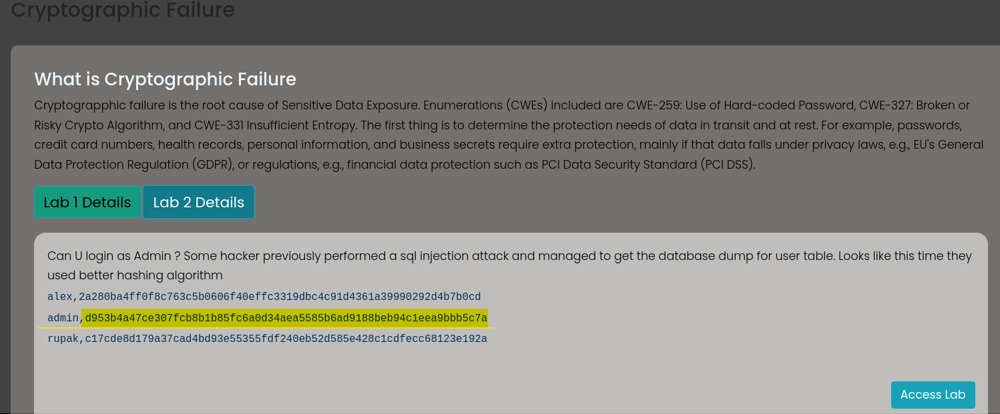 Cryptographic Failure
What is Cryptographic Failure
Cryptograpphic failure is the root cause of Sensitive Data Exposure. Enumerations (CWEs) included are CWE-259: Use of Hard-coded Password, CWE-327: Broken or
Risky Crypto Algorithm, and CWE-331 Insufficient Entropy. The first thing is to determine the protection needs of data in transit and at rest. For example, passwords,
credit card numbers, health records, personal information, and business secrets require extra protection, mainly if that data falls under privacy laws, e.g., EU's General
Data Protection Regulation (GDPR), or regulations, e.g., financial data protection such as PCI Data Security Standard (PCI DSS).
Lab 1 Details Lab 2 Details
Can U login as Admin ? Some hacker previously performed a sql injection attack and managed to get the database dump for user table. Looks like this time they
used better hashing algorithm
alex,2a280ba4ff0f8c763c5b0606f40effc3319dbc4c91d4361a39990292d4b7b0cd
admin,d953b4a47ce307fcb8b1b85fc6a0d34aea5585b6ad9188beb94c1eea9bbb5c7a
rupak,c17cde8d179a37cad4bd93e55355fdf240eb52d585e428c1cdfecc68123e192a
Access Lab